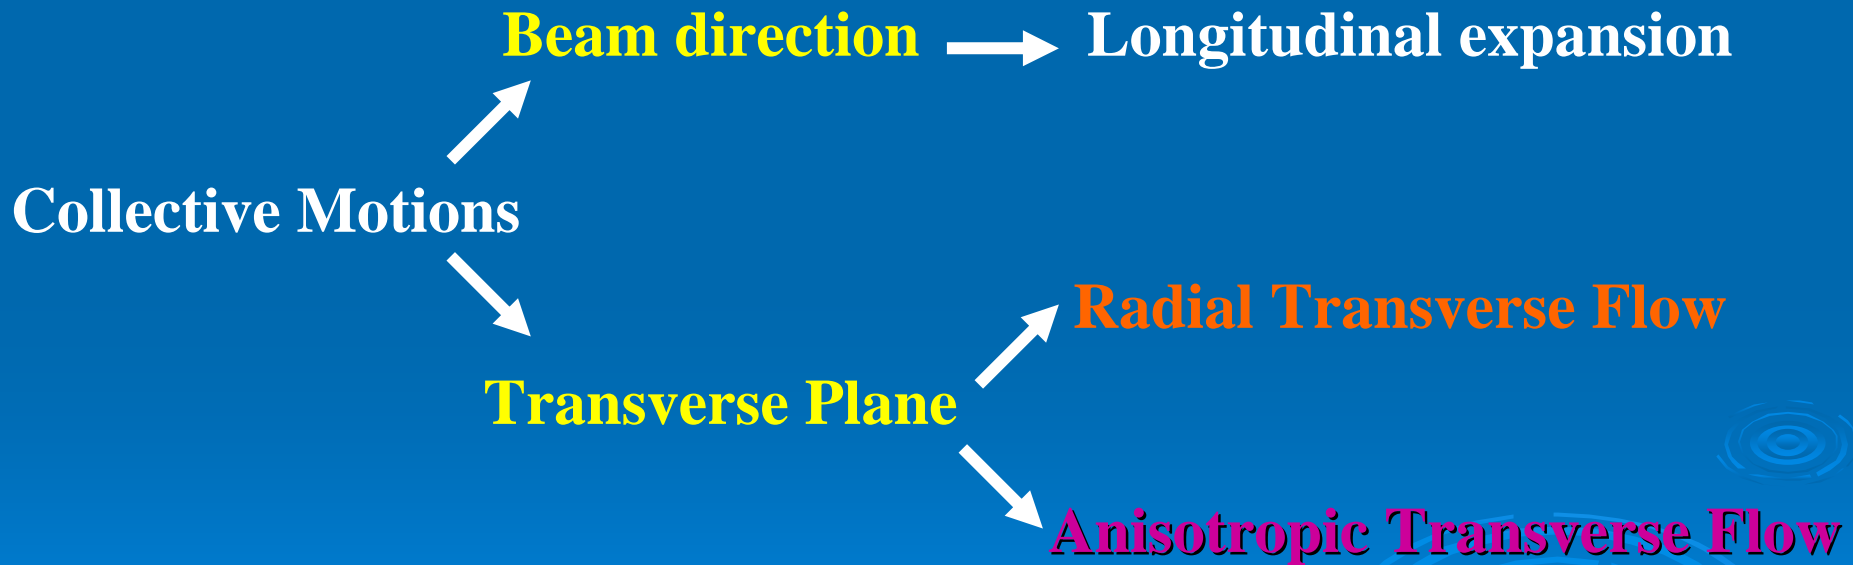 Beam direction
Longitudinal expansion
Collective Motions
Radial Transverse Flow
Transverse Plane
Anisotropic Transverse Flow